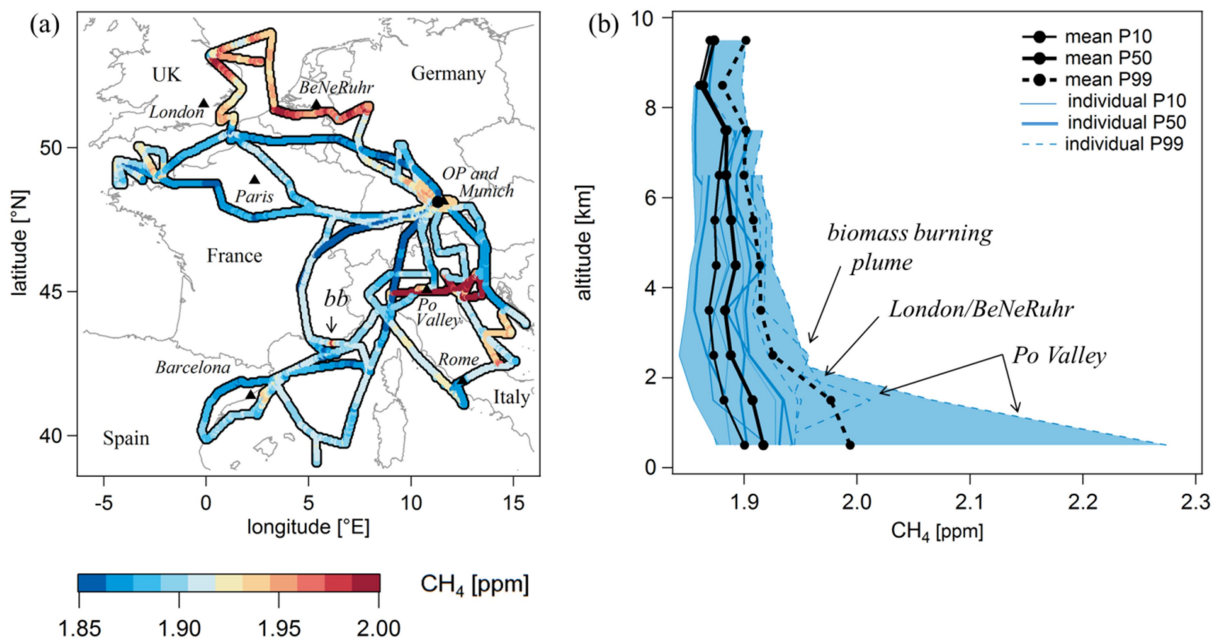 (a)
UK
London
BeNeRuhr
Germany
50
OP and
Munich
Paris
France
latitude [°N]
45
bb
Po
Valley
Barcelona
Rome
Italy
40
Spain
-5
0
5
10
15
longitude [°E]
CH4 [ppm]
1.85
1.90
1.95
2.00
(b)
10
8
6
4
2
0
altitude [km]
mean P10
mean P50
mean P99
individual P10
individual P50
individual P99
biomass burning
plume
London/BeNeRuhr
Po Valley
1.9
2.0
2.1
2.2
2.3
CH4 [ppm]